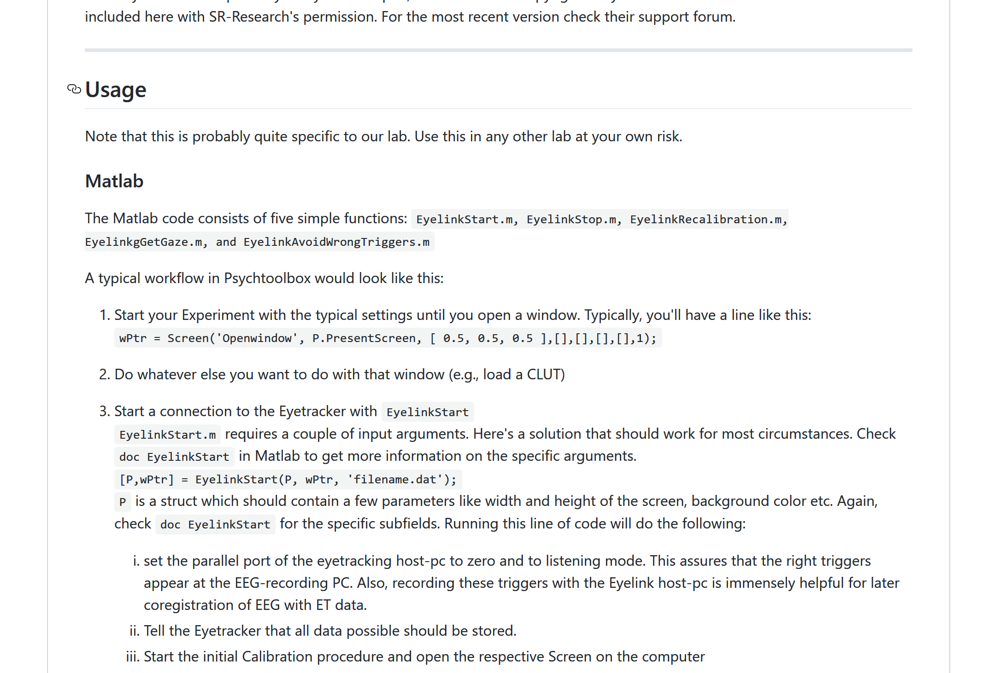 included here with SR-Research's permission. For the most recent version check their support forum.
Usage
Note that this is probably quite specific to our lab. Use this in any other lab at your own risk.
Matlab
The Matlab code consists of five simple functions: EyelinkStart.m, EyelinkStop.m, EyelinkRecalibration.m,
EyelinkgGetGaze.m, and EyelinkAvoidWrongTriggers.m
A typical workflow in Psychtoolbox would look like this:
1. Start your Experiment with the typical settings until you open a window. Typically, you'll have a line like this:
wPtr = Screen('Openwindow', P.PresentScreen, [ 0.5, 0.5, 0.5 ],[],[],[],[],1);
2. Do whatever else you want to do with that window (e.g., load a CLUT)
3. Start a connection to the Eyetracker with EyelinkStart
EyelinkStart.m requires a couple of input arguments. Here's a solution that should work for most circumstances. Check
doc EyelinkStart in Matlab to get more information on the specific arguments.
[P,wPtr] = EyelinkStart(P, wPtr, 'filename.dat');
P is a struct which should contain a few parameters like width and height of the screen, background color etc. Again,
check doc EyelinkStart for the specific subfields. Running this line of code will do the following:
i. set the parallel port of the eyetracking host-pc to zero and to listening mode. This assures that the right triggers
appear at the EEG-recording PC. Also, recording these triggers with the Eyelink host-pc is immensely helpful for later
coregistration of EEG with ET data.
ii. Tell the Eyetracker that all data possible should be stored.
iii. Start the initial Calibration procedure and open the respective Screen on the computer